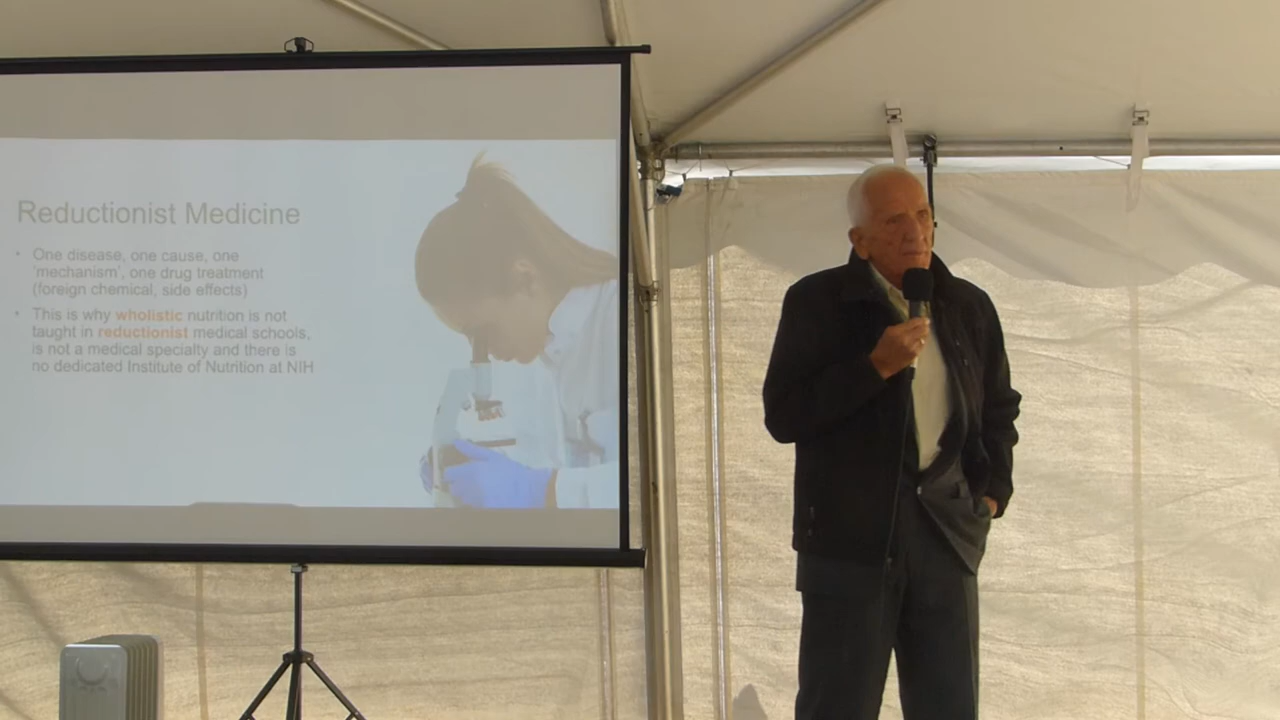 Reductionist Medicine
• One disease, one cause, one
'mechanism', one drug treatment
(foreign chemical, side effects)
• This is why wholistic nutrition is not
taught in reductionist medical schools,
is not a medical specialty and there is
no dedicated Institute of Nutrition at NIH